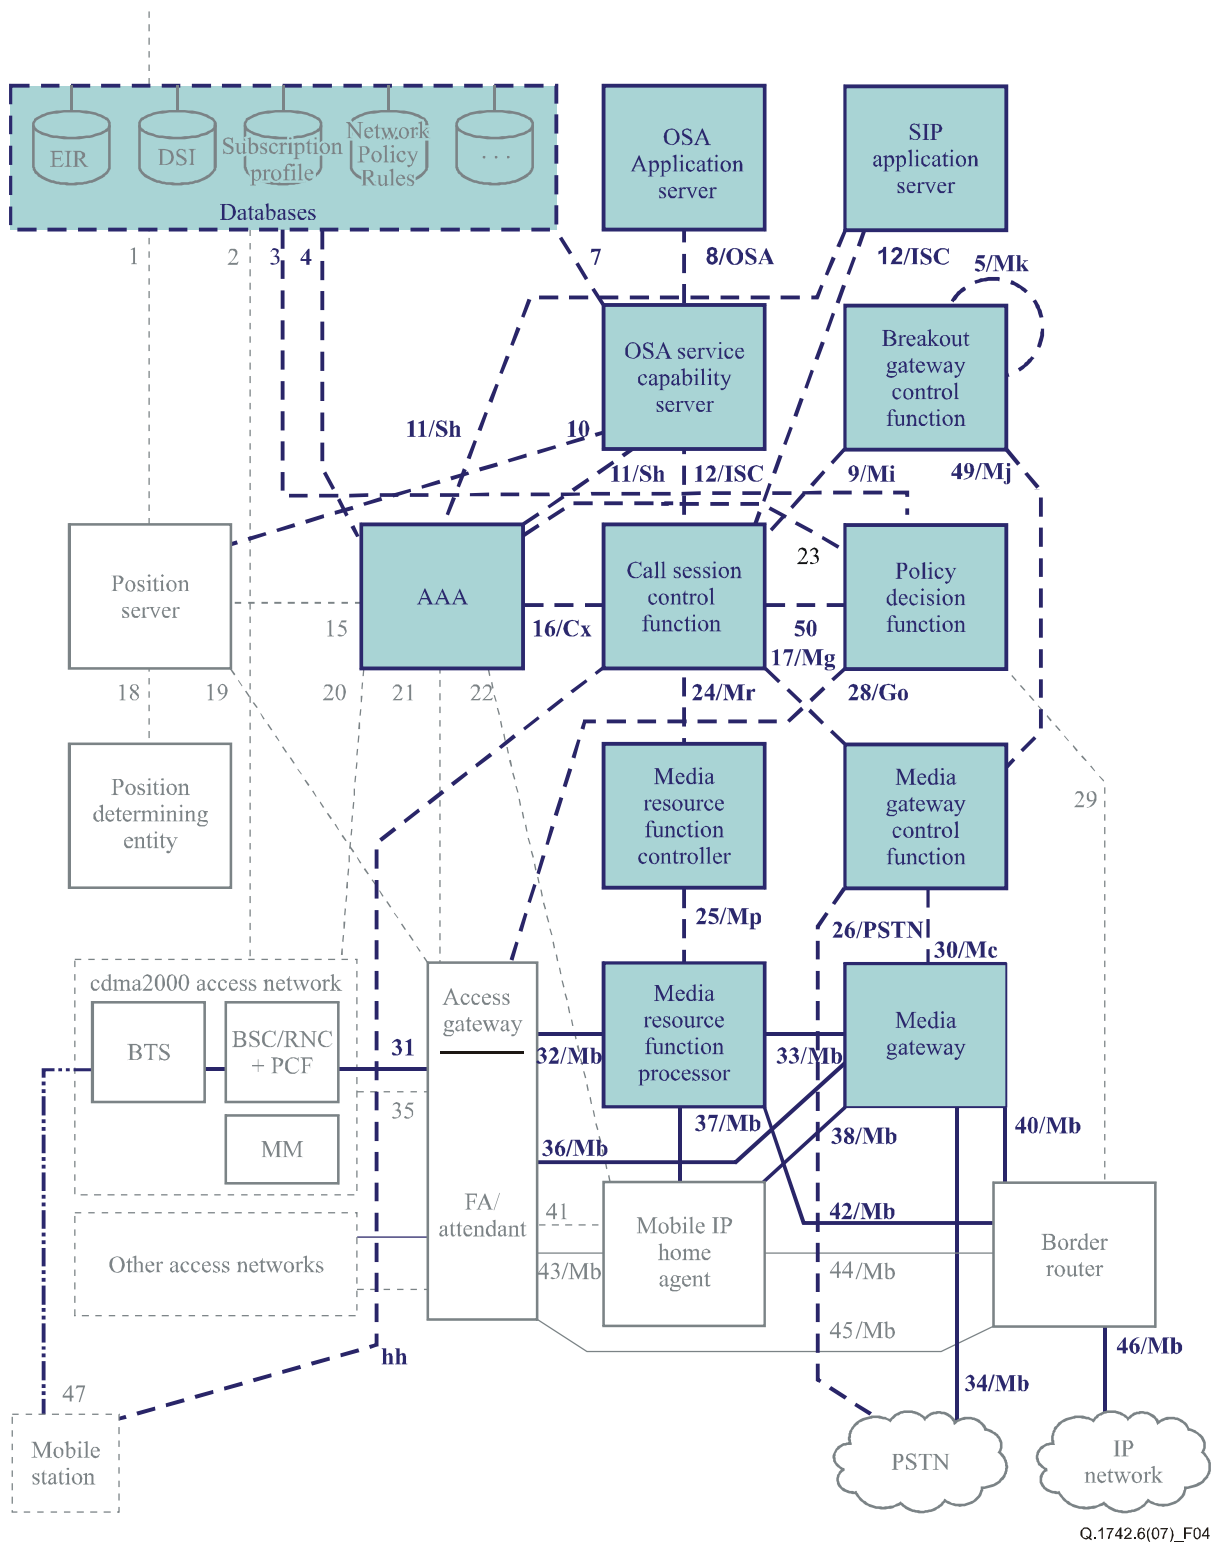 EIR
DSI
Subscription
profile
Network
Policy
Rules
. . .
Databases
OSA
Application
server
SIP
application
server
1
2
3
4
7
8/OSA
12/ISC
5/Mk
OSA service
capability
server
Breakout
gateway
control
function
11/Sh
10
11/Sh
12/ISC
9/Mi
49/Mj
23
Position
server
15
AAA
16/Cx
Call session
control
function
50
17/Mg
Policy
decision
function
18
19
20
21
22
24/Mr
28/Go
Position
determining
entity
Media
resource
function
controller
Media
gateway
control
function
29
25/Mp
26/PSTN
30/Mc
cdma2000 access network
BTS
BSC/RNC
+ PCF
MM
31
35
Access
gateway
FA/
attendant
32/Mb
Media
resource
function
processor
33/Mb
Media
gateway
36/Mb
37/Mb
38/Mb
40/Mb
41
42/Mb
43/Mb
Mobile IP
home
agent
44/Mb
45/Mb
Border
router
Other access networks
hh
46/Mb
47
34/Mb
Mobile
station
PSTN
IP
network
Q.1742.6(07)_F04